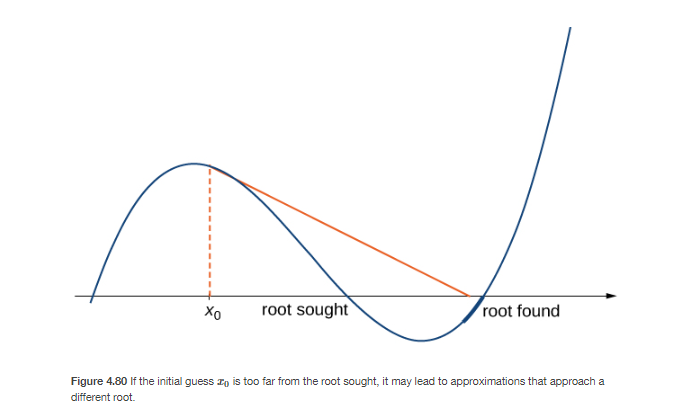 x₀ root sought root found
Figure 4.80 If the initial guess x₀ is too far from the root sought, it may lead to approximations that approach a
different root.